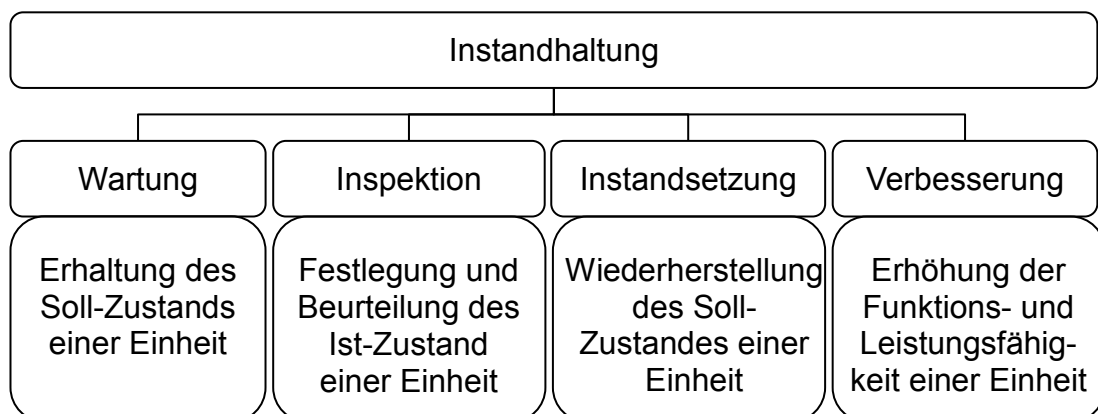 Instandhaltung
Wartung
Inspektion
Instandsetzung
Verbesserung
Erhaltung des
Soll-Zustands
einer Einheit
Festlegung und
Beurteilung des
Ist-Zustand
einer Einheit
Wiederherstellung
des Soll-
Zustandes einer
Einheit
Erhöhung der
Funktions- und
Leistungsfähig-
keit einer Einheit